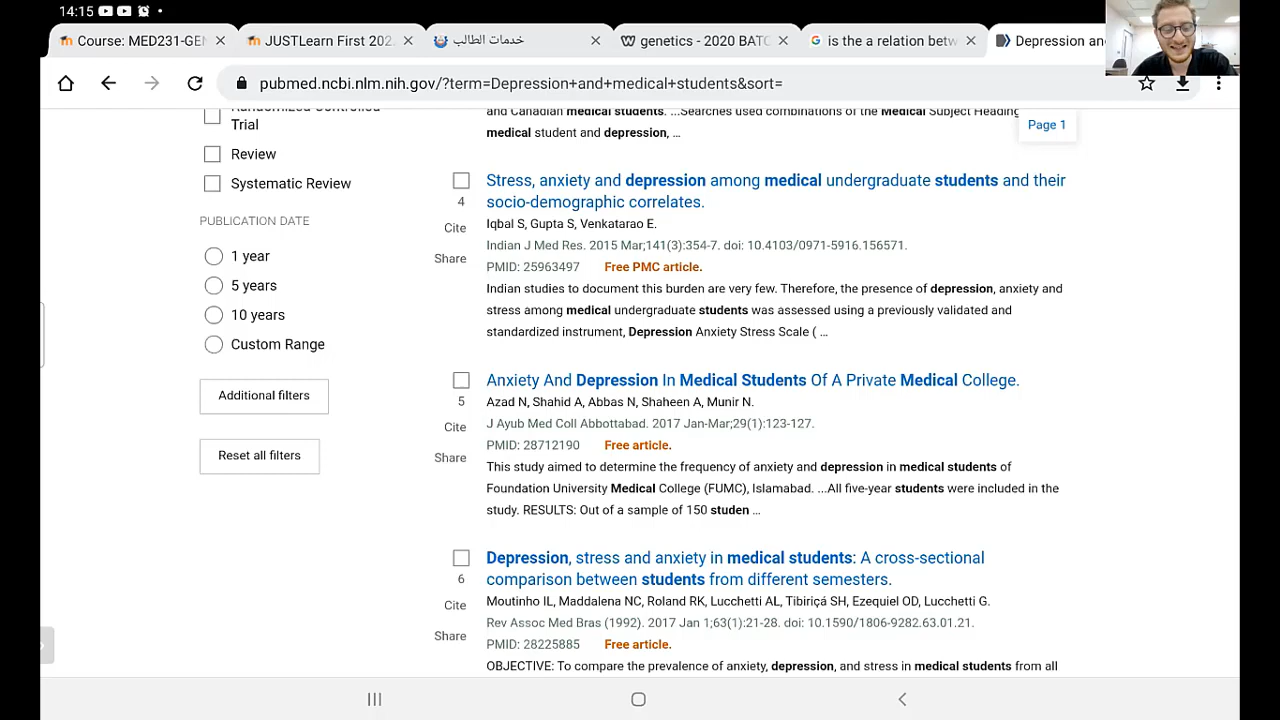 14:15
Course: MED231-GEN
JUSTLearn First 202
خدمات الطالب
genetics - 2020 BATC
is the a relation betw
Depression an
pubmed.ncbi.nlm.nih.gov/?term=Depression+and+medical+students&sort=
Page 1
Randomized Controlled
Trial
Review
Systematic Review
PUBLICATION DATE
1 year
5 years
10 years
Custom Range
Additional filters
Reset all filters
and Canadian medical students. ...Searches used combinations of the Medical Subject Heading
medical student and depression, ...
4
Cite
Share
Stress, anxiety and depression among medical undergraduate students and their
socio-demographic correlates.
Iqbal S, Gupta S, Venkatarao E.
Indian J Med Res. 2015 Mar;141(3):354-7. doi: 10.4103/0971-5916.156571.
PMID: 25963497 Free PMC article.
Indian studies to document this burden are very few. Therefore, the presence of depression, anxiety and
stress among medical undergraduate students was assessed using a previously validated and
standardized instrument, Depression Anxiety Stress Scale ( ...
5
Cite
Share
Anxiety And Depression In Medical Students Of A Private Medical College.
Azad N, Shahid A, Abbas N, Shaheen A, Munir N.
J Ayub Med Coll Abbottabad. 2017 Jan-Mar;29(1):123-127.
PMID: 28712190 Free article.
This study aimed to determine the frequency of anxiety and depression in medical students of
Foundation University Medical College (FUMC), Islamabad. ...All five-year students were included in the
study. RESULTS: Out of a sample of 150 studen ...
6
Cite
Share
Depression, stress and anxiety in medical students: A cross-sectional
comparison between students from different semesters.
Moutinho IL, Maddalena NC, Roland RK, Lucchetti AL, Tibiriçá SH, Ezequiel OD, Lucchetti G.
Rev Assoc Med Bras (1992). 2017 Jan 1;63(1):21-28. doi: 10.1590/1806-9282.63.01.21.
PMID: 28225885 Free article.
OBJECTIVE: To compare the prevalence of anxiety, depression, and stress in medical students from all